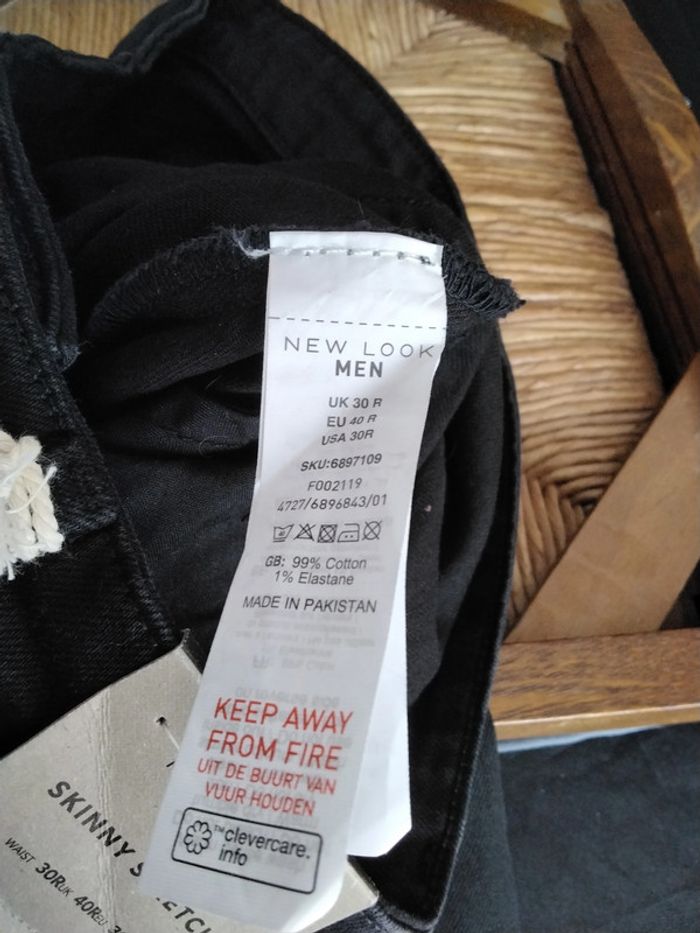 NEW LOOK
MEN
UK 30 R
EU 40 R
USA 30R
SKU:6897109
F002119
4727/6896843/01
GB: 99% Cotton
1% Elastane
MADE IN PAKISTAN
KEEP AWAY
FROM FIRE
UIT DE BUURT VAN
VUUR HOUDEN
™clevercare.
info
SKINNY
WAIST 30RUK 40REU